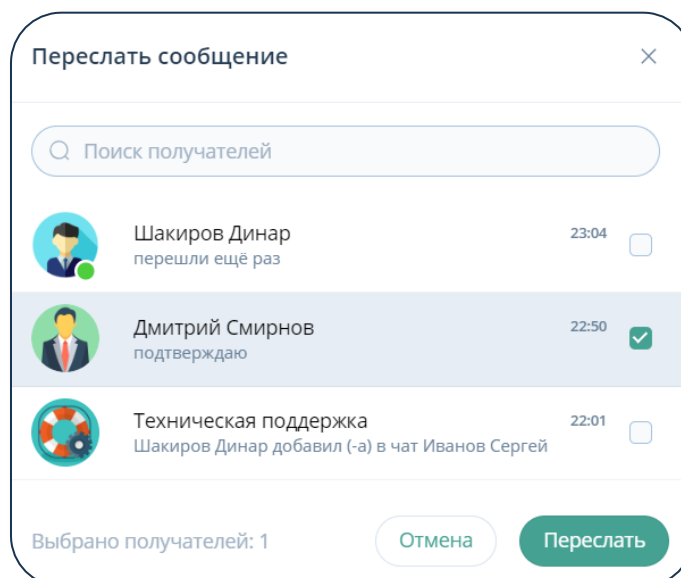 Переслать сообщение
Поиск получателей
Шакиров Динар 23:04
перешли ещё раз
Дмитрий Смирнов 22:50
подтверждаю
Техническая поддержка 22:01
Шакиров Динар добавил (-а) в чат Иванов Сергей
Выбрано получателей: 1 Отмена Переслать